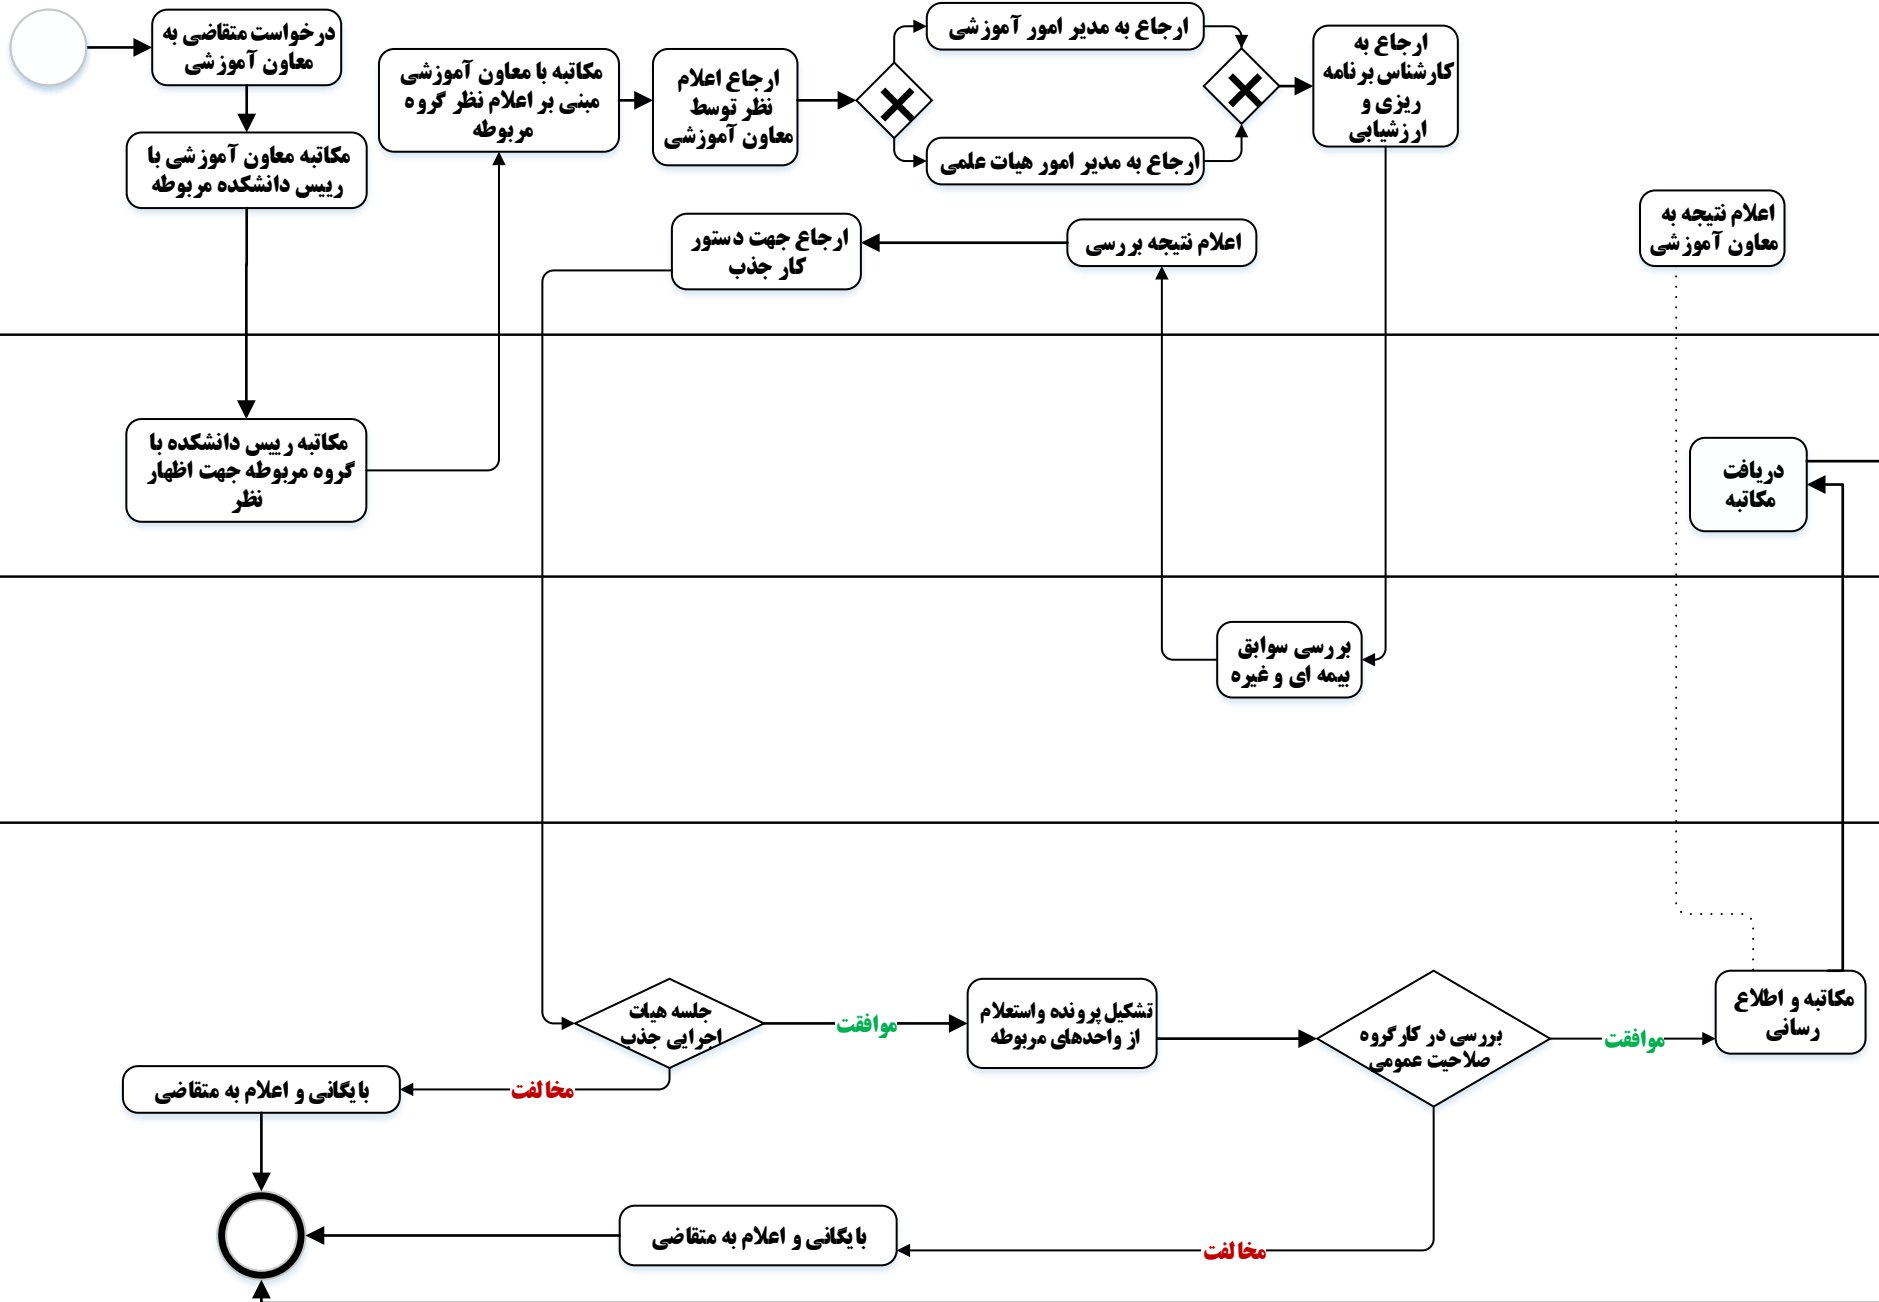 درخواست متقاضی به
معاون آموزشی
مکاتبه معاون آموزشی با
رییس دانشکده مربوطه
مکاتبه با معاون آموزشی
مبنی بر اعلام نظر گروه
مربوطه
ارجاع اعلام
نظر توسط
معاون آموزشی
ارجاع به مدیر امور آموزشی
ارجاع به مدیر امور هیات علمی
ارجاع به
کارشناس برنامه
ریزی و
ارزشیابی
ارجاع جهت دستور
کار جذب
اعلام نتیجه بررسی
اعلام نتیجه به
معاون آموزشی
مکاتبه رییس دانشکده با
گروه مربوطه جهت اظهار
نظر
دریافت
مکاتبه
بررسی سوابق
بیمه ای و غیره
جلسه هیات
اجرایی جذب
موافقت
تشکیل پرونده واستعلام
از واحدهای مربوطه
بررسی در کارگروه
صلاحیت عمومی
موافقت
مکاتبه و اطلاع
رسانی
مخالفت
بایگانی و اعلام به متقاضی
بایگانی و اعلام به متقاضی
مخالفت